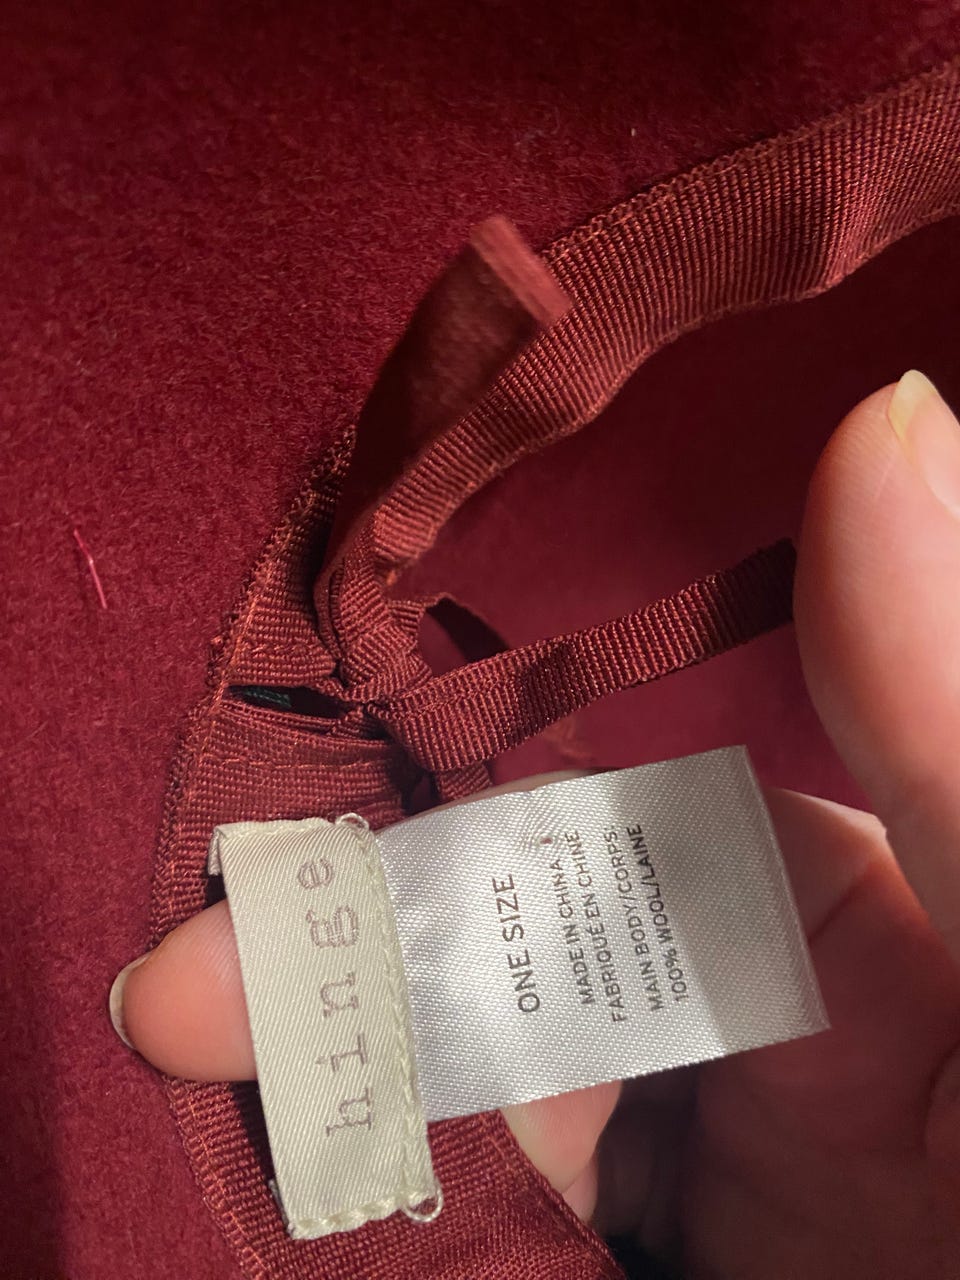 hinge
ONE SIZE
MADE IN CHINA
FABRIQUÉ EN CHINE
MAIN BODY/CORPS:
100% WOOL/LAINE